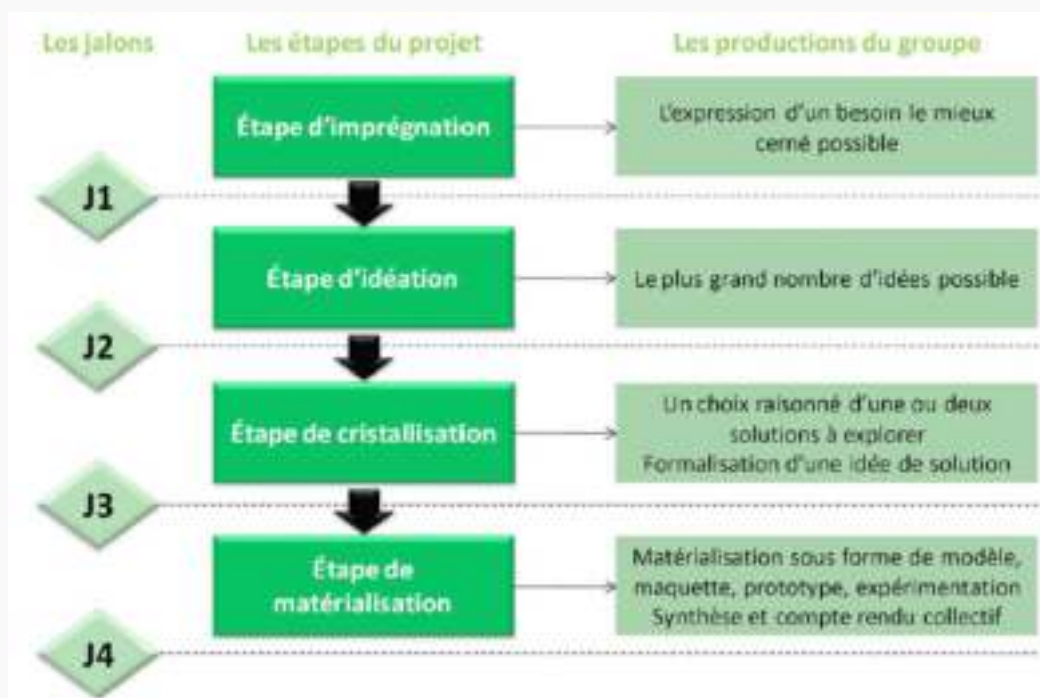 Les jalons
Les étapes du projet
Les productions du groupe
Étape d'imprégnation
L'expression d'un besoin le mieux
cerné possible
J1
Étape d'idéation
Le plus grand nombre d'idées possible
J2
Étape de cristallisation
Un choix raisonné d'une ou deux
solutions à explorer
Formalisation d'une idée de solution
J3
Étape de
matérialisation
Matérialisation sous forme de modèle,
maquette, prototype, expérimentation
Synthèse et compte rendu collectif
J4